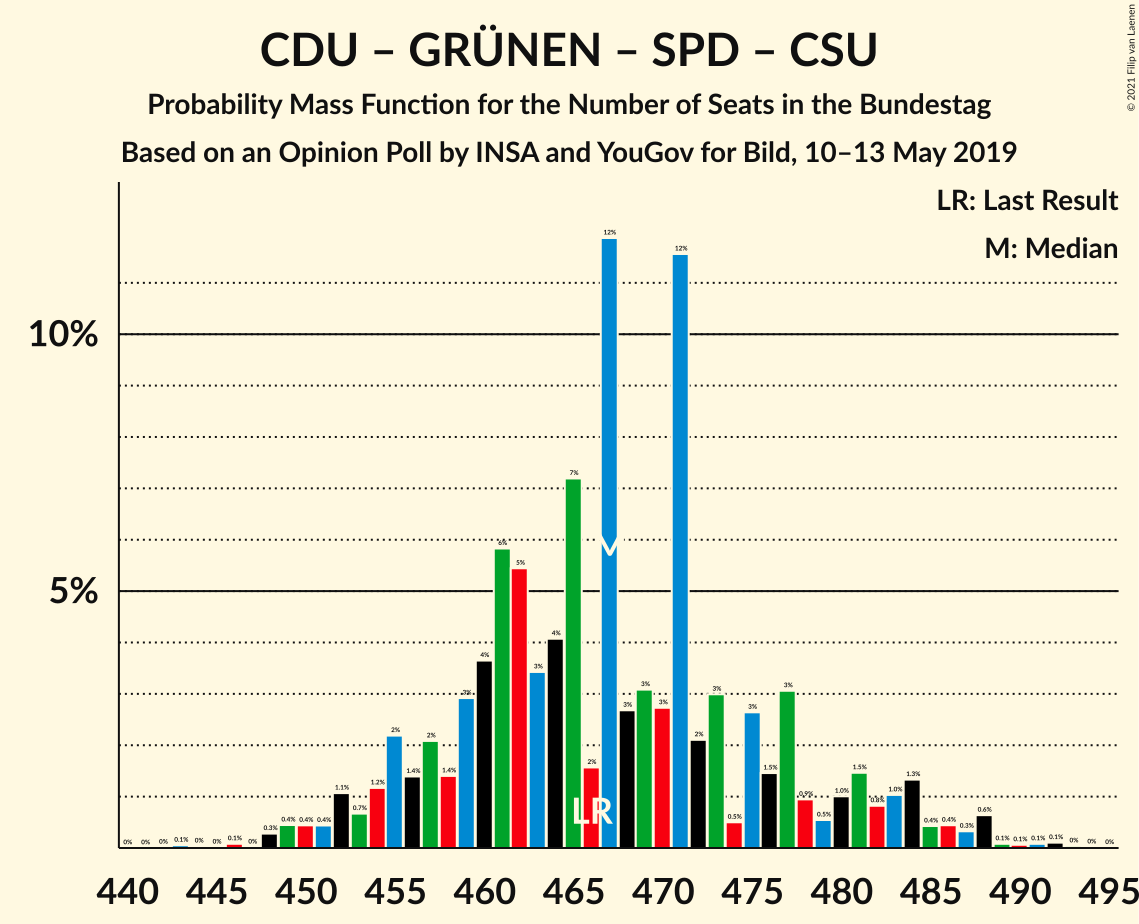 CDU – GRÜNEN – SPD – CSU
Probability Mass Function for the Number of Seats in the Bundestag
Based on an Opinion Poll by INSA and YouGov for Bild, 10–13 May 2019
© 2021 Filip van Laenen
LR: Last Result
M: Median
10%
5%
0% 0% 0% 0.1% 0% 0% 0.1% 0% 0.3% 0.4% 0.4% 0.4% 1.1% 0.7% 1.2% 2% 1.4% 2% 1.4% 3% 4% 6% 5% 3% 4% 7% 2% 12% 3% 3% 3% 12% 2% 3% 0.5% 3% 1.5% 3% 0.9% 0.5% 1.0% 1.5% 0.8% 1.0% 1.3% 0.4% 0.4% 0.3% 0.6% 0.1% 0.1% 0.1% 0.1% 0% 0% 0%
M
LR
440 445 450 455 460 465 470 475 480 485 490 495